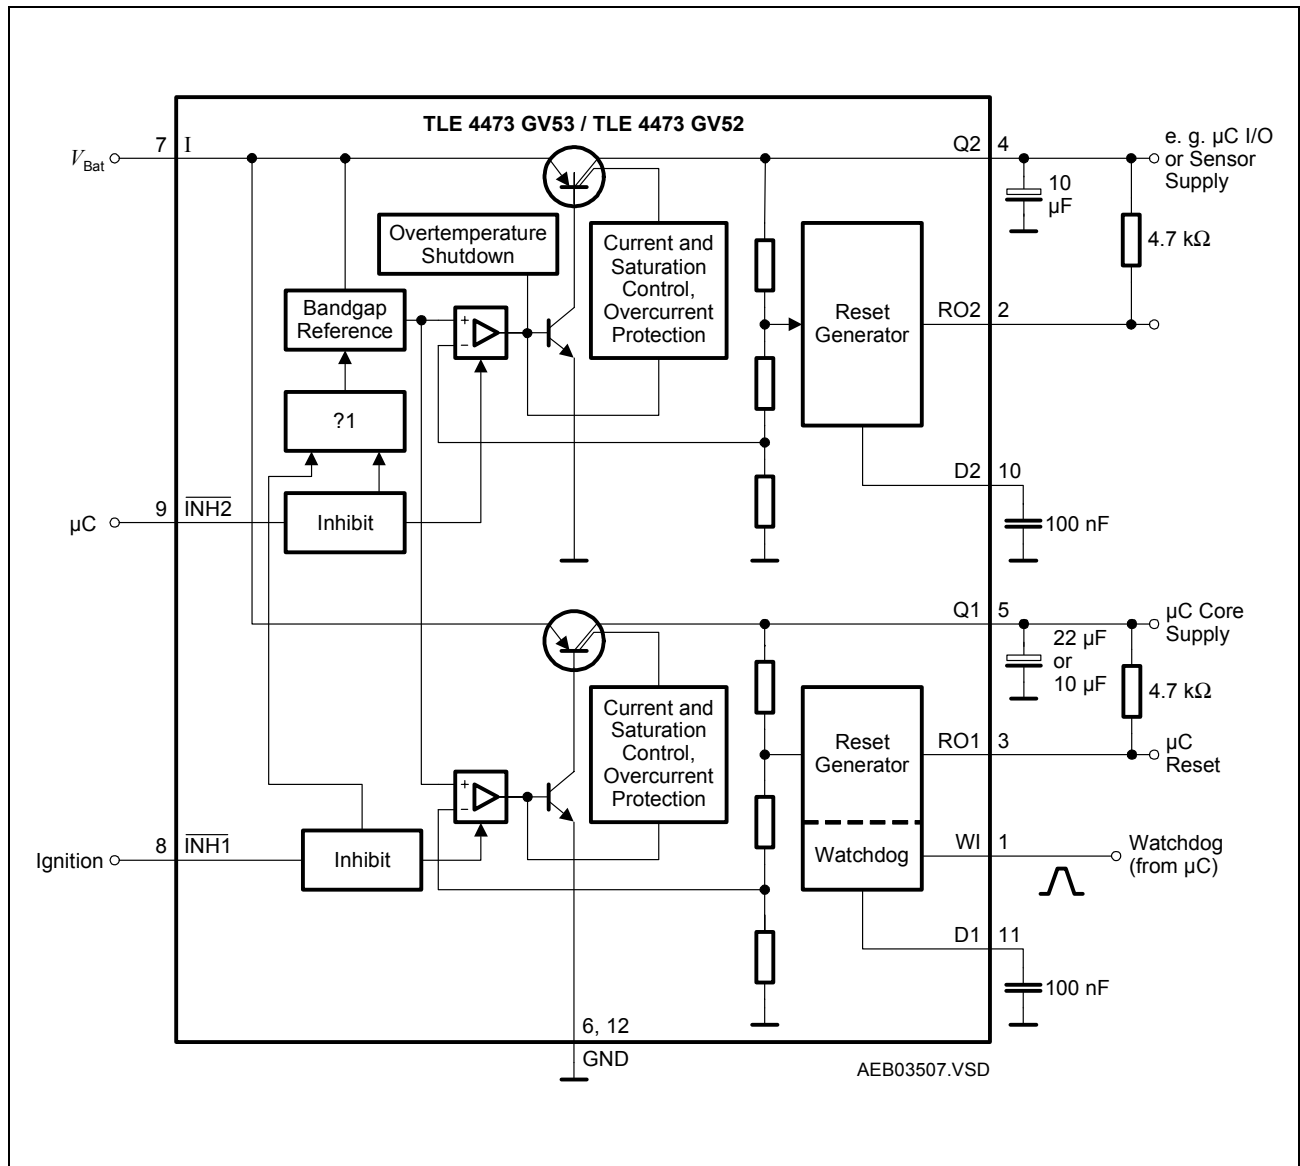 TLE 4473 GV53 / TLE 4473 GV52
V Bat
7
I
Q2
4
e. g. µC I/O
or Sensor
Supply
10
µF
4.7 kΩ
Overtemperature
Shutdown
Current and
Saturation
Control,
Overcurrent
Protection
Bandgap
Reference
+
−
Reset
Generator
RO2
2
?1
D2
10
100 nF
µC
9
INH2
Inhibit
Q1
5
µC Core
Supply
22 µF
or
10 µF
4.7 kΩ
Current and
Saturation
Control,
Overcurrent
Protection
Reset
Generator
RO1
3
µC
Reset
+
−
Ignition
8
INH1
Inhibit
Watchdog
WI
1
Watchdog
(from µC)
D1
11
100 nF
6, 12
GND
AEB03507.VSD